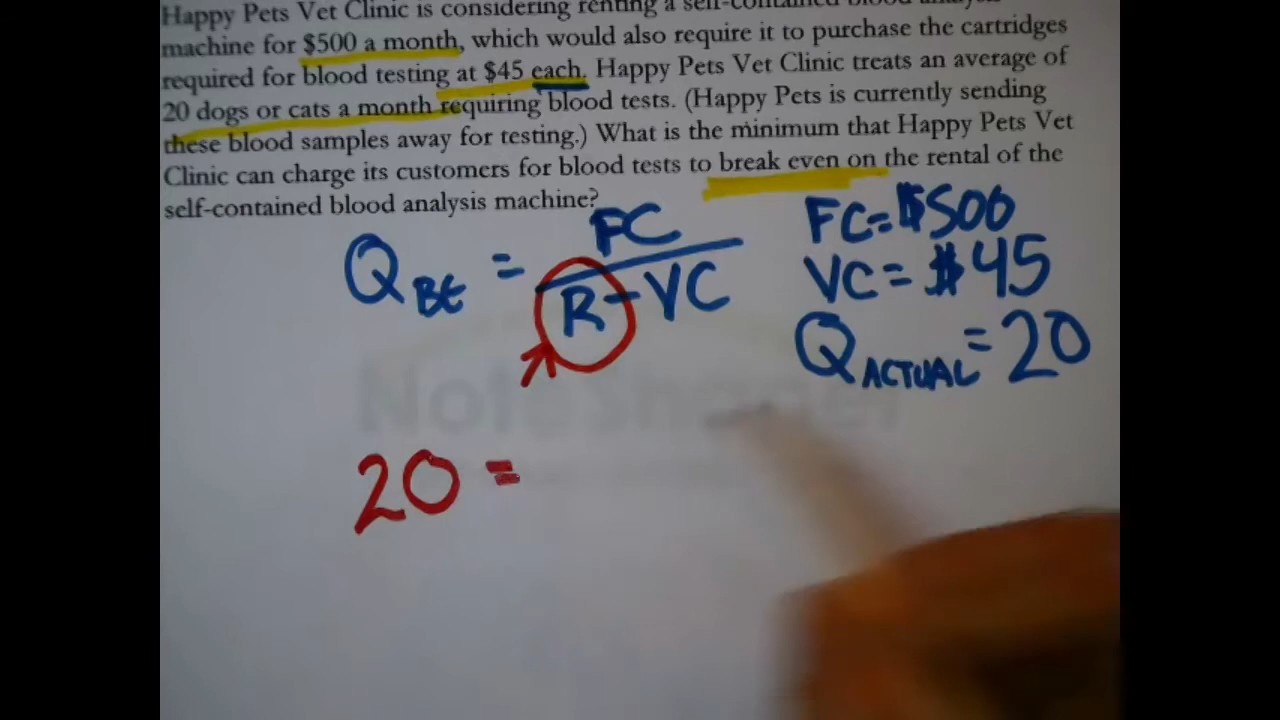 Happy Pets Vet Clinic is considering renting a self-contained blood analysis
machine for $500 a month, which would also require it to purchase the cartridges
required for blood testing at $45 each. Happy Pets Vet Clinic treats an average of
20 dogs or cats a month requiring blood tests. (Happy Pets is currently sending
these blood samples away for testing.) What is the minimum that Happy Pets Vet
Clinic can charge its customers for blood tests to break even on the rental of the
self-contained blood analysis machine?
Q BE = FC / R - VC
FC = $500
VC = $45
Q ACTUAL = 20
20 =